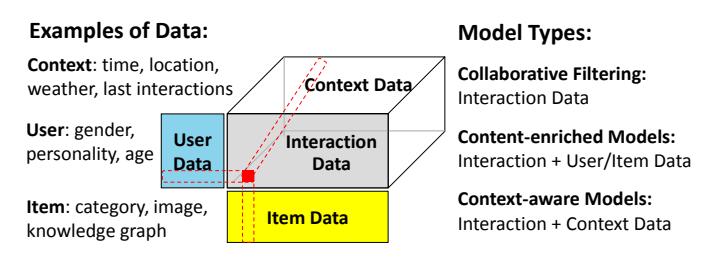 Examples of Data:
Context: time, location,
weather, last interactions
User: gender,
personality, age
Item: category, image,
knowledge graph
Context Data
User
Data
Interaction
Data
Item Data
Model Types:
Collaborative Filtering:
Interaction Data
Content-enriched Models:
Interaction + User/Item Data
Context-aware Models:
Interaction + Context Data